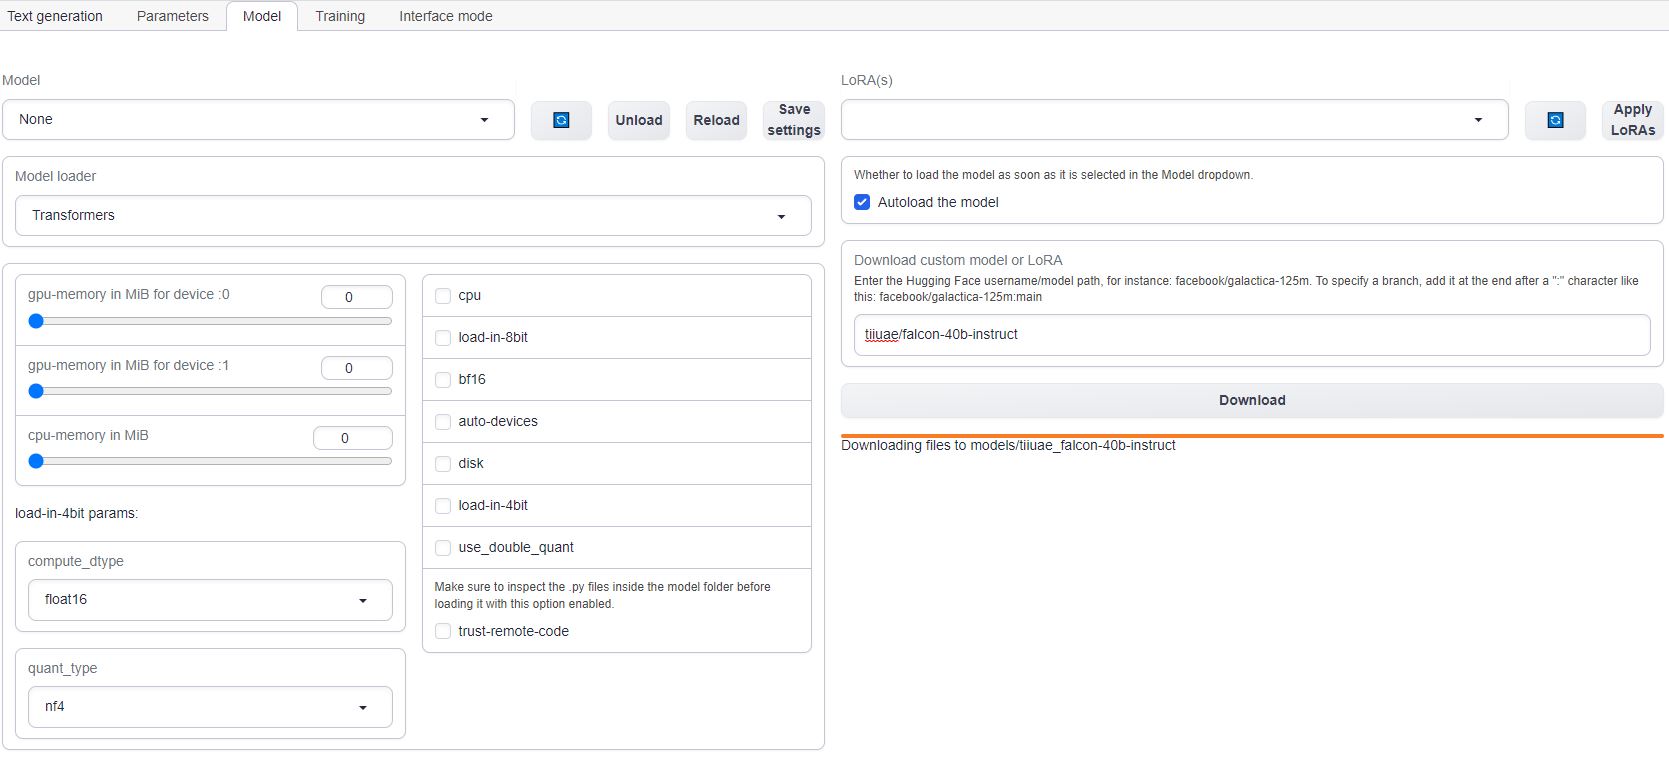 Text generation
Parameters
Model
Training
Interface mode
Model
None
Unload
Reload
Save
settings
Model loader
Transformers
gpu-memory in MiB for device :0
0
gpu-memory in MiB for device :1
0
cpu-memory in MiB
0
load-in-4bit params:
compute_dtype
float16
quant_type
nf4
cpu
load-in-8bit
bf16
auto-devices
disk
load-in-4bit
use_double_quant
Make sure to inspect the .py files inside the model folder before
loading it with this option enabled.
trust-remote-code
LoRA(s)
Apply
LoRAs
Whether to load the model as soon as it is selected in the Model dropdown.
Autoload the model
Download custom model or LoRA
Enter the Hugging Face username/model path, for instance: facebook/galactica-125m. To specify a branch, add it at the end after a ":" character like
this: facebook/galactica-125m:main
tiiuae/falcon-40b-instruct
Download
Downloading files to models/tiiuae_falcon-40b-instruct